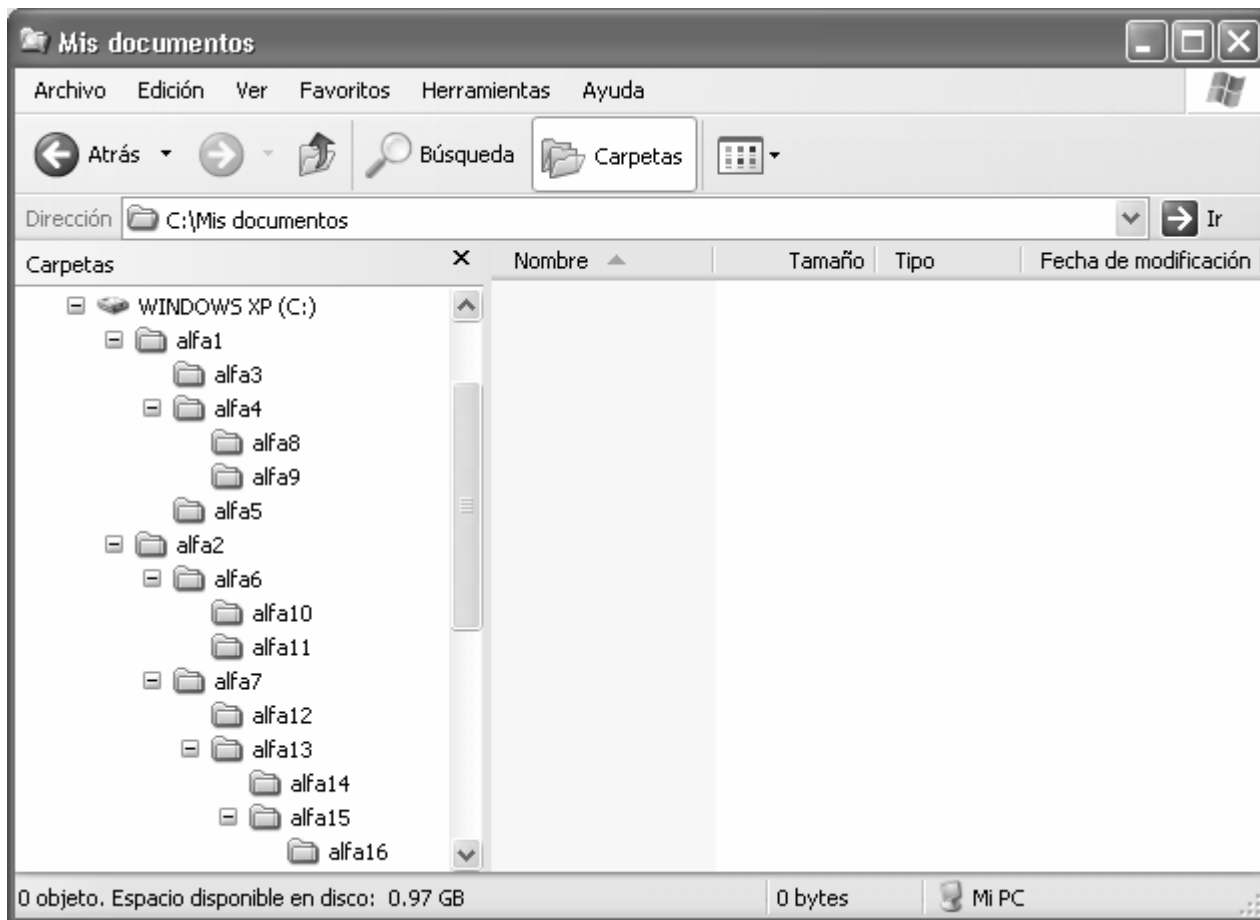 Mis documentos
Archivo Edición Ver Favoritos Herramientas Ayuda
Atrás Búsqueda Carpetas
Dirección C:\Mis documentos Ir
Carpetas Nombre Tamaño Tipo Fecha de modificación
WINDOWS XP (C:)
alfa1
alfa3
alfa4
alfa8
alfa9
alfa5
alfa2
alfa6
alfa10
alfa11
alfa7
alfa12
alfa13
alfa14
alfa15
alfa16
0 objeto. Espacio disponible en disco: 0.97 GB 0 bytes Mi PC